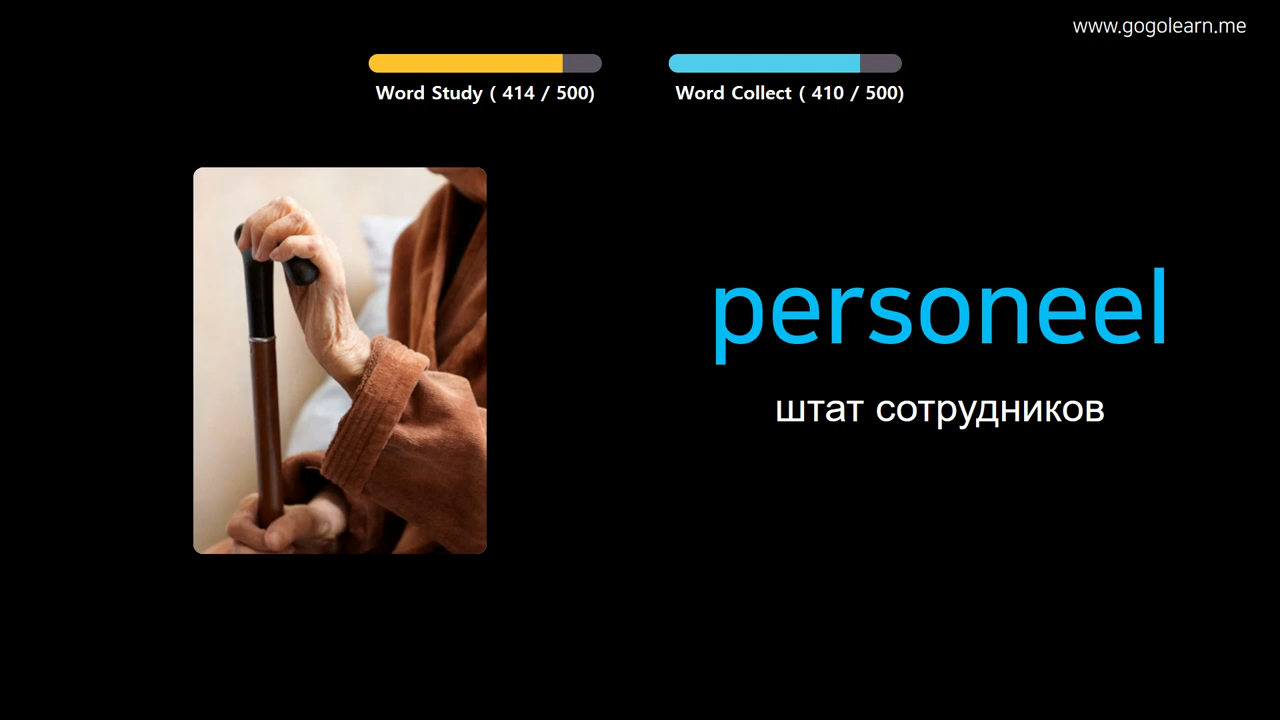 www.gogolearn.me
Word Study ( 414 / 500)
Word Collect ( 410 / 500)
personeel
штат сотрудников